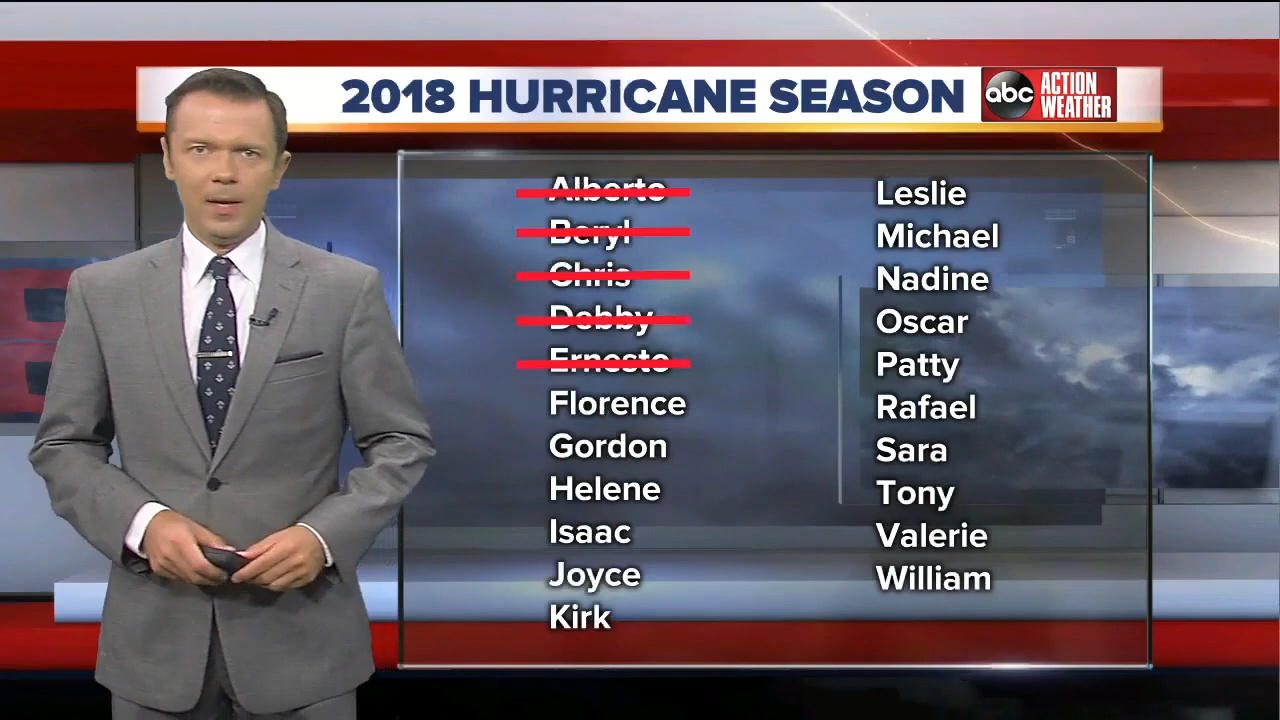 2018 HURRICANE SEASON
abc
ACTION
WEATHER
Alberto
Beryl
Chris
Debby
Ernesto
Florence
Gordon
Helene
Isaac
Joyce
Kirk
Leslie
Michael
Nadine
Oscar
Patty
Rafael
Sara
Tony
Valerie
William